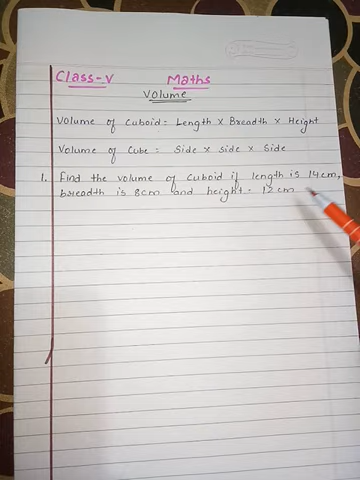 Class-V Maths
Volume
Volume of cuboid = Length x Breadth x Height
Volume of Cube = Side x Side x Side
1. Find the volume of cuboid if length is 14cm,
breadth is 8cm and height = 12cm